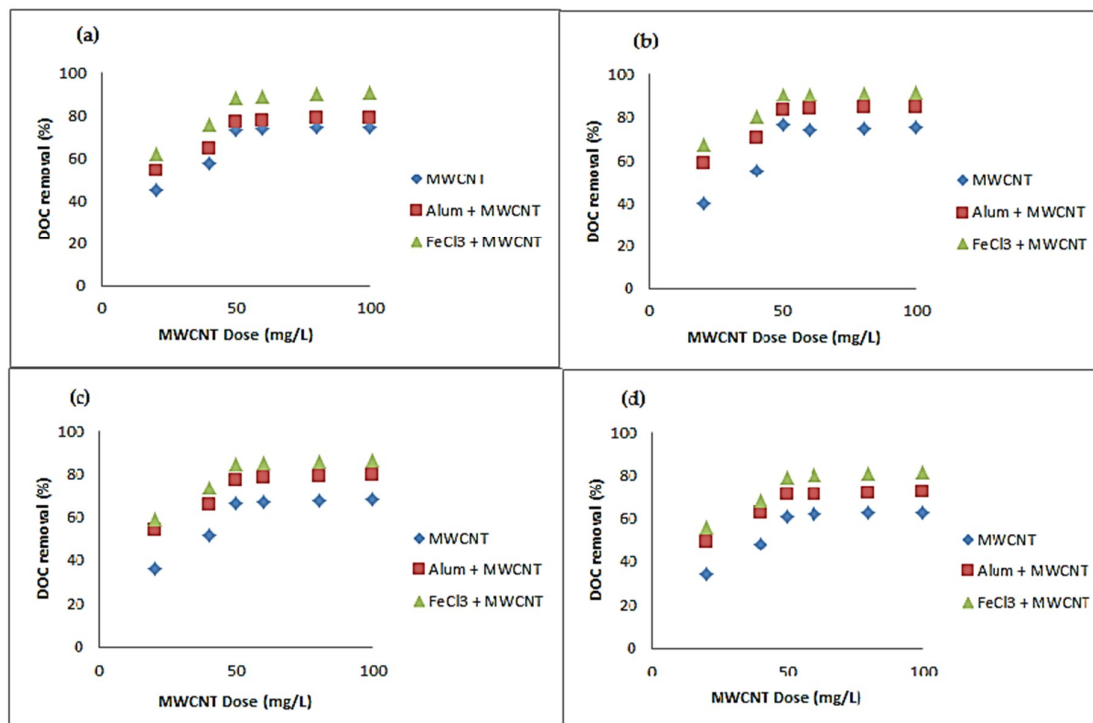 (a)
100
80
60
40
20
0
DOC removal (%)
0
50
100
MWCNT Dose (mg/L)
MWCNT
Alum + MWCNT
FeCl3 + MWCNT
(b)
100
80
60
40
20
0
DOC removal (%)
0
50
100
MWCNT Dose Dose (mg/L)
MWCNT
Alum + MWCNT
FeCl3 + MWCNT
(c)
100
80
60
40
20
0
DOC removal (%)
0
50
100
MWCNT Dose (mg/L)
MWCNT
Alum + MWCNT
FeCl3 + MWCNT
(d)
100
80
60
40
20
0
DOC removal (%)
0
50
100
MWCNT Dose (mg/L)
MWCNT
Alum + MWCNT
FeCl3 + MWCNT